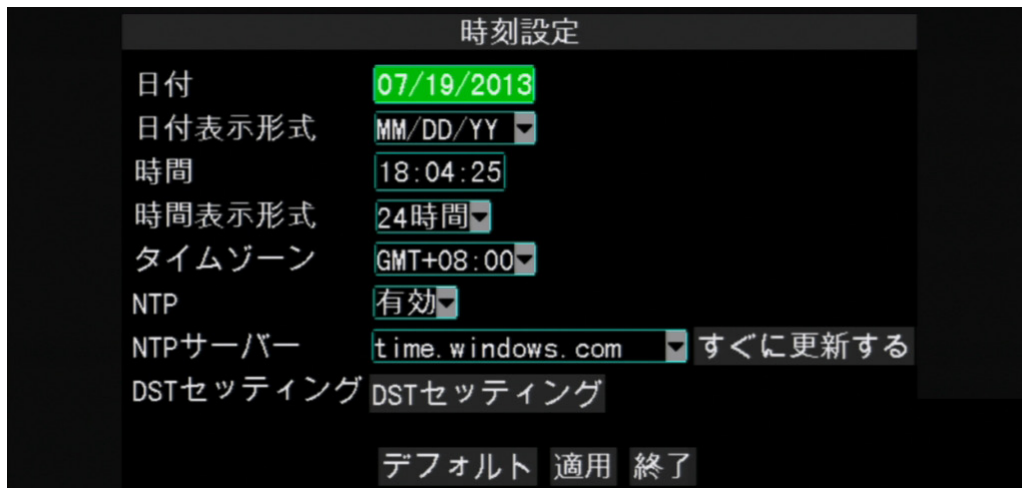 時刻設定
日付 07/19/2013
日付表示形式 MM/DD/YY
時間 18:04:25
時間表示形式 24時間
タイムゾーン GMT+08:00
NTP 有効
NTPサーバー time.windows.com すぐに更新する
DSTセッティング DSTセッティング
デフォルト 適用 終了